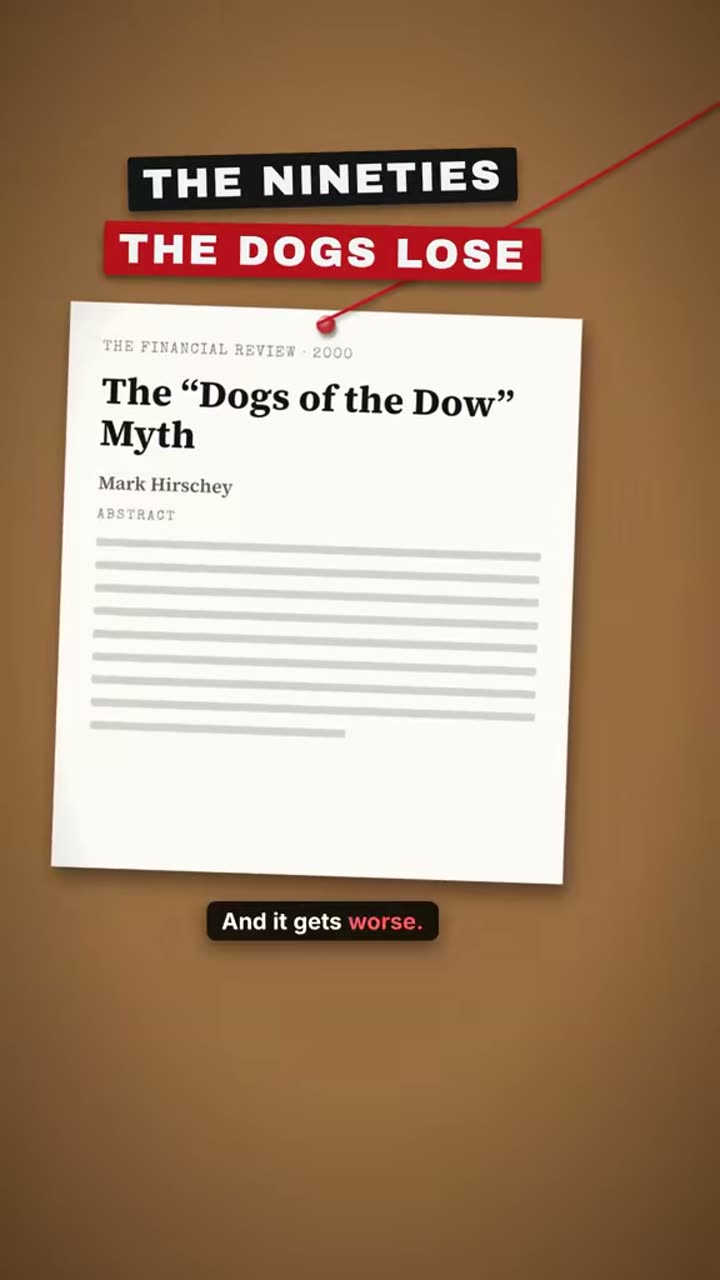 THE NINETIES
THE DOGS LOSE
THE FINANCIAL REVIEW · 2000
The “Dogs of the Dow”
Myth
Mark Hirschey
ABSTRACT
And it gets worse.